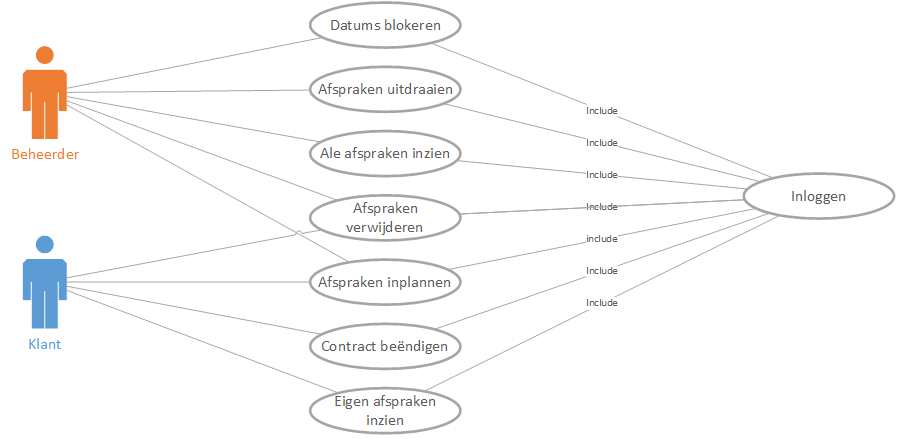 Datums blokeren
Afspraken uitdraaien
Include
Include
Beheerder
Ale afspraken inzien
Include
Inloggen
Afspraken
verwijderen
Include
include
Afspraken inplannen
Include
Include
Klant
Contract beëndigen
Eigen afspraken
inzien